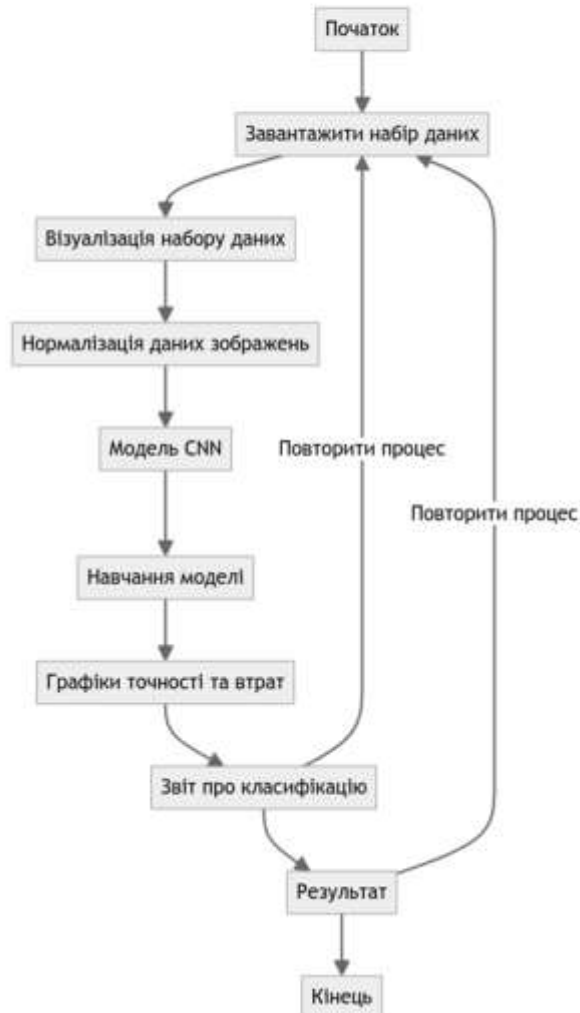 Початок
Завантажити набір даних
Візуалізація набору даних
Нормалізація даних зображень
Модель CNN
Повторити процес
Повторити процес
Навчання моделі
Графіки точності та втрат
Звіт про класифікацію
Результат
Кінець